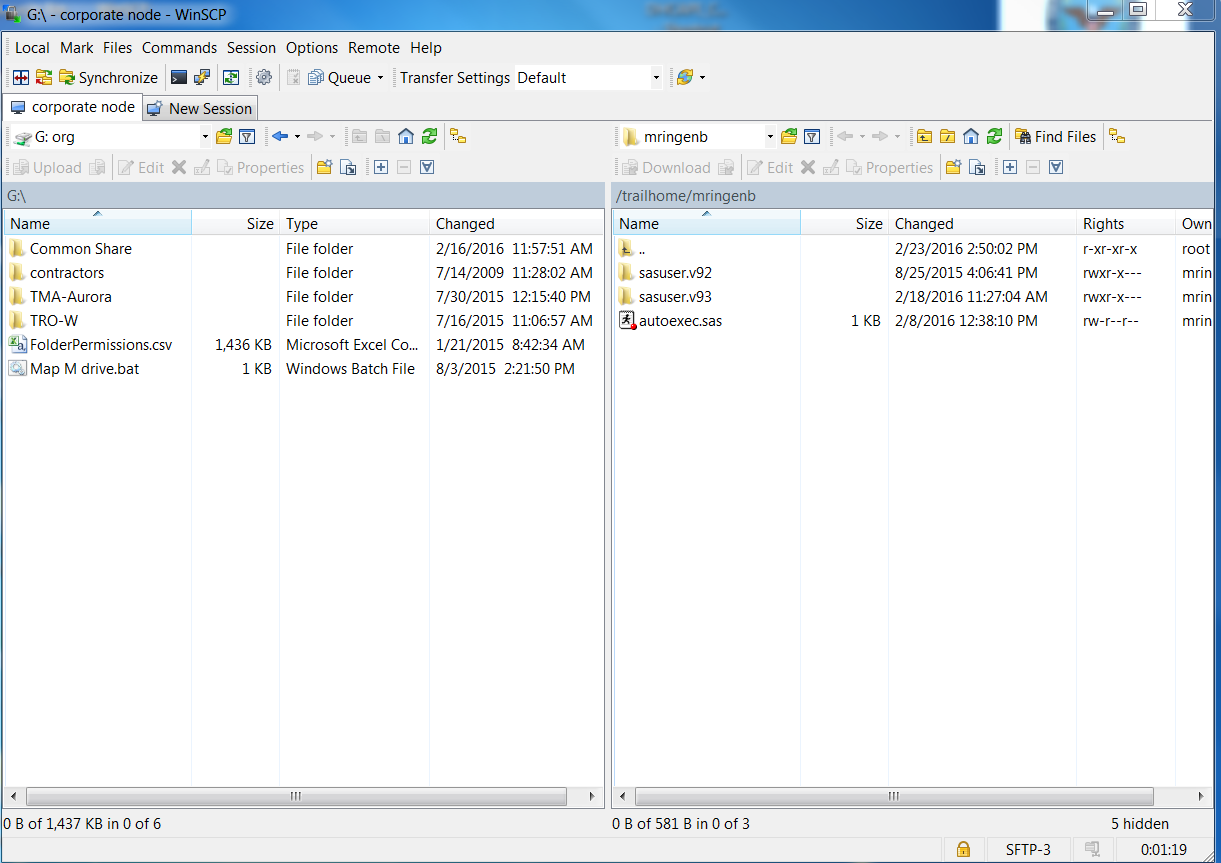 G:\ - corporate node - WinSCP
Local Mark Files Commands Session Options Remote Help
Synchronize Queue Transfer Settings Default
corporate node New Session
G: org mringenb Find Files
Upload Edit Properties Download Edit Properties
G:\ /trailhome/mringenb
Name Size Type Changed Name Size Changed Rights Own
Common Share File folder 2/16/2016 11:57:51 AM .. 2/23/2016 2:50:02 PM r-xr-xr-x root
contractors File folder 7/14/2009 11:28:02 AM sasuser.v92 8/25/2015 4:06:41 PM rwxr-x--- mrin
TMA-Aurora File folder 7/30/2015 12:15:40 PM sasuser.v93 2/18/2016 11:27:04 AM rwxr-x--- mrin
TRO-W File folder 7/16/2015 11:06:57 AM autoexec.sas 1 KB 2/8/2016 12:38:10 PM rw-r--r-- mrin
FolderPermissions.csv 1,436 KB Microsoft Excel Co... 1/21/2015 8:42:34 AM
Map M drive.bat 1 KB Windows Batch File 8/3/2015 2:21:50 PM
0 B of 1,437 KB in 0 of 6 0 B of 581 B in 0 of 3 5 hidden
SFTP-3 0:01:19